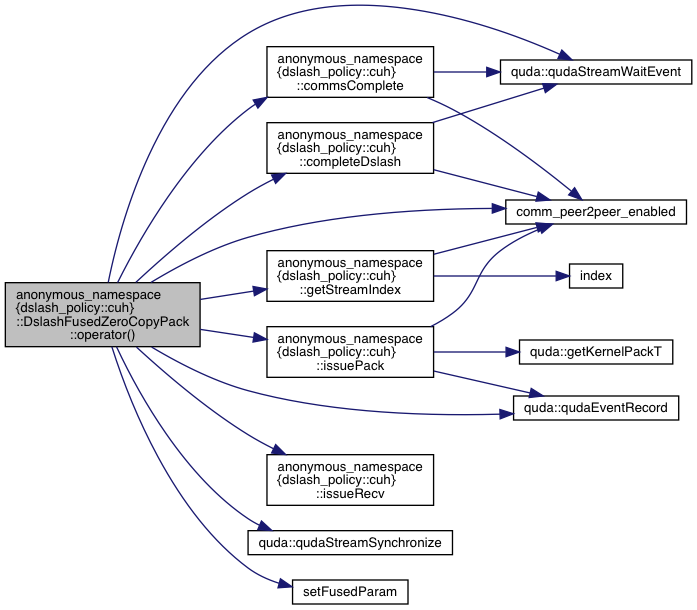 anonymous_namespace
{dslash_policy::cuh}
::DslashFusedZeroCopyPack
::operator()
anonymous_namespace
{dslash_policy::cuh}
::commsComplete
anonymous_namespace
{dslash_policy::cuh}
::completeDslash
anonymous_namespace
{dslash_policy::cuh}
::getStreamIndex
anonymous_namespace
{dslash_policy::cuh}
::issuePack
anonymous_namespace
{dslash_policy::cuh}
::issueRecv
quda::qudaStreamSynchronize
setFusedParam
quda::qudaStreamWaitEvent
comm_peer2peer_enabled
index
quda::getKernelPackT
quda::qudaEventRecord